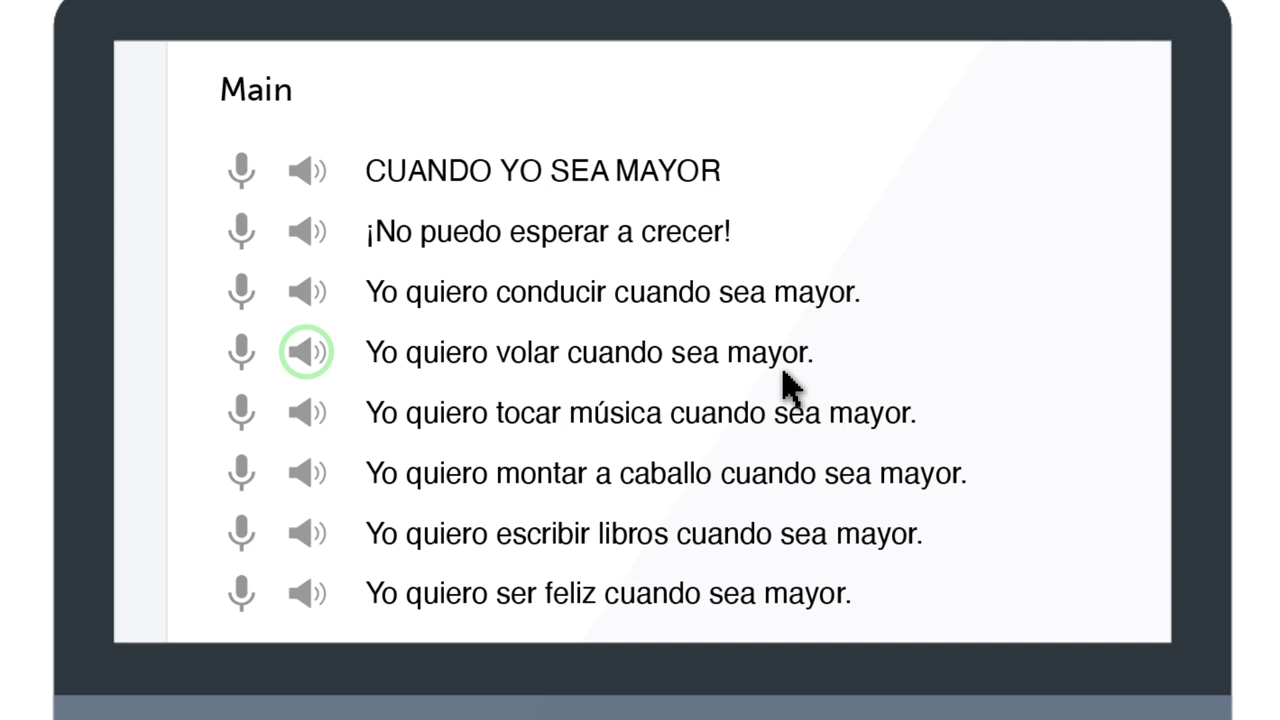 Main
CUANDO YO SEA MAYOR
¡No puedo esperar a crecer!
Yo quiero conducir cuando sea mayor.
Yo quiero volar cuando sea mayor.
Yo quiero tocar música cuando sea mayor.
Yo quiero montar a caballo cuando sea mayor.
Yo quiero escribir libros cuando sea mayor.
Yo quiero ser feliz cuando sea mayor.